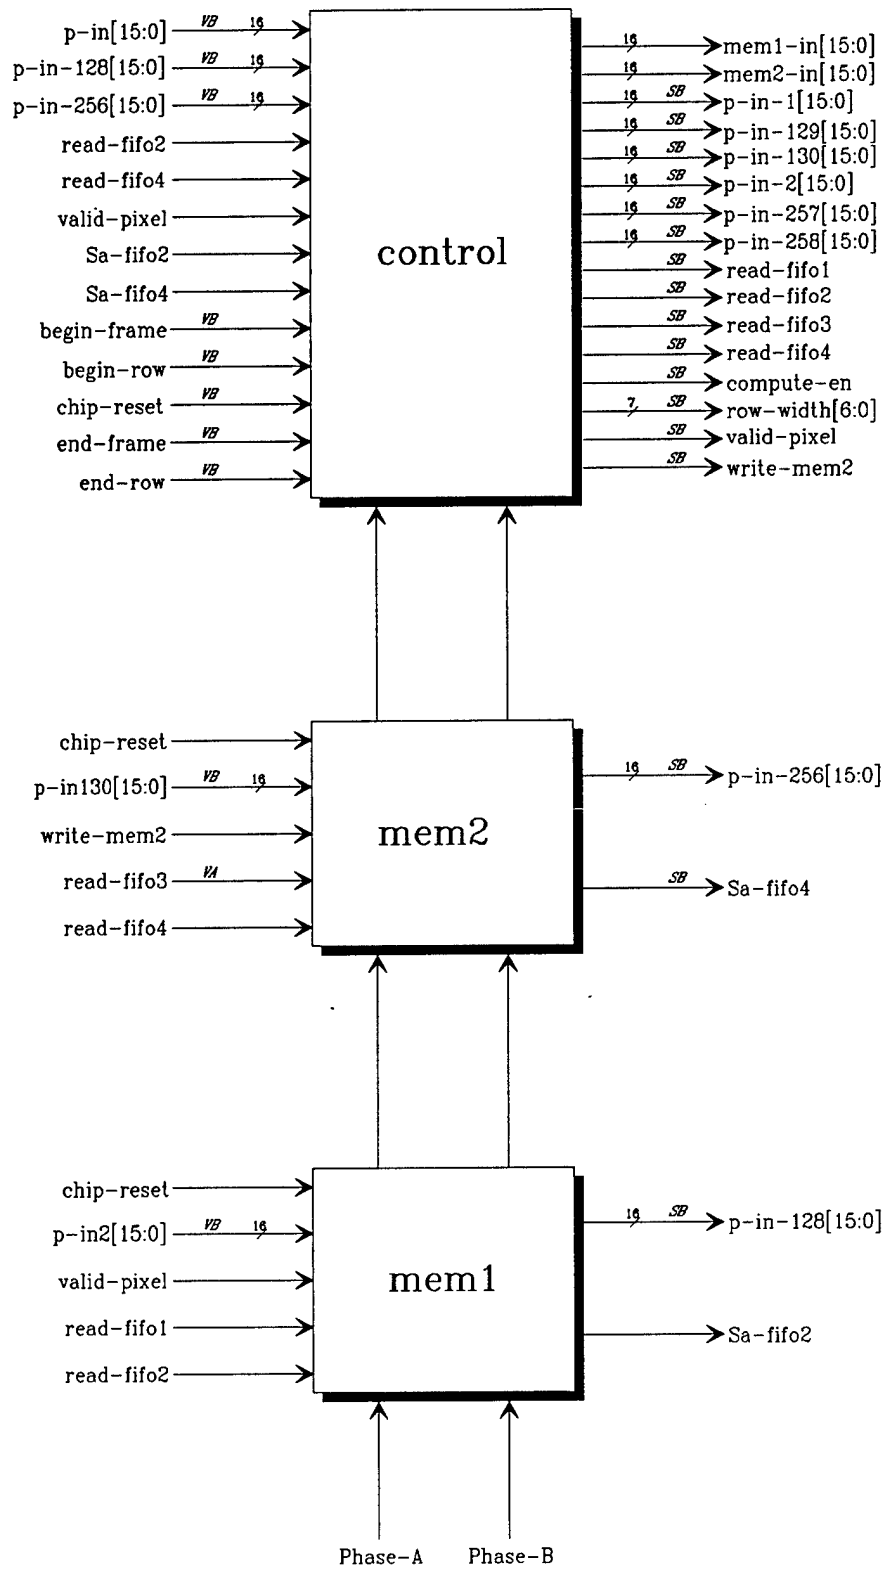 p-in[15:0] VB 16
p-in-128[15:0] VB 16
p-in-256[15:0] VB 16
read-fifo2
read-fifo4
valid-pixel
Sa-fifo2
Sa-fifo4
begin-frame VB
begin-row VB
chip-reset VB
end-frame VB
end-row VB
control
16 mem1-in[15:0]
16 mem2-in[15:0]
16 SB p-in-1[15:0]
16 SB p-in-129[15:0]
16 SB p-in-130[15:0]
16 SB p-in-2[15:0]
16 SB p-in-257[15:0]
16 SB p-in-258[15:0]
SB read-fifo1
SB read-fifo2
SB read-fifo3
SB read-fifo4
SB compute-en
7 SB row-width[6:0]
SB valid-pixel
SB write-mem2
chip-reset
p-in130[15:0] VB 16
write-mem2
read-fifo3 VA
read-fifo4
mem2
16 SB p-in-256[15:0]
SB Sa-fifo4
chip-reset
p-in2[15:0] VB 16
valid-pixel
read-fifo1
read-fifo2
mem1
16 SB p-in-128[15:0]
Sa-fifo2
Phase-A Phase-B